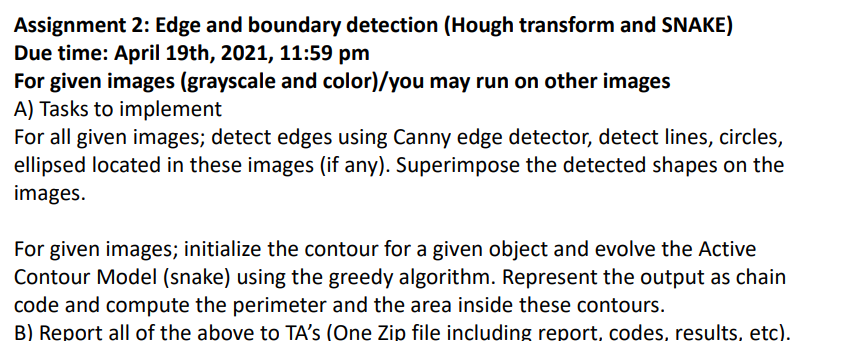 Assignment 2: Edge and boundary detection (Hough transform and SNAKE)
Due time: April 19th, 2021, 11:59 pm
For given images (grayscale and color)/you may run on other images
A) Tasks to implement
For all given images; detect edges using Canny edge detector, detect lines, circles,
ellipsed located in these images (if any). Superimpose the detected shapes on the
images.
For given images; initialize the contour for a given object and evolve the Active
Contour Model (snake) using the greedy algorithm. Represent the output as chain
code and compute the perimeter and the area inside these contours.
B) Report all of the above to TA’s (One Zip file including report, codes, results, etc).